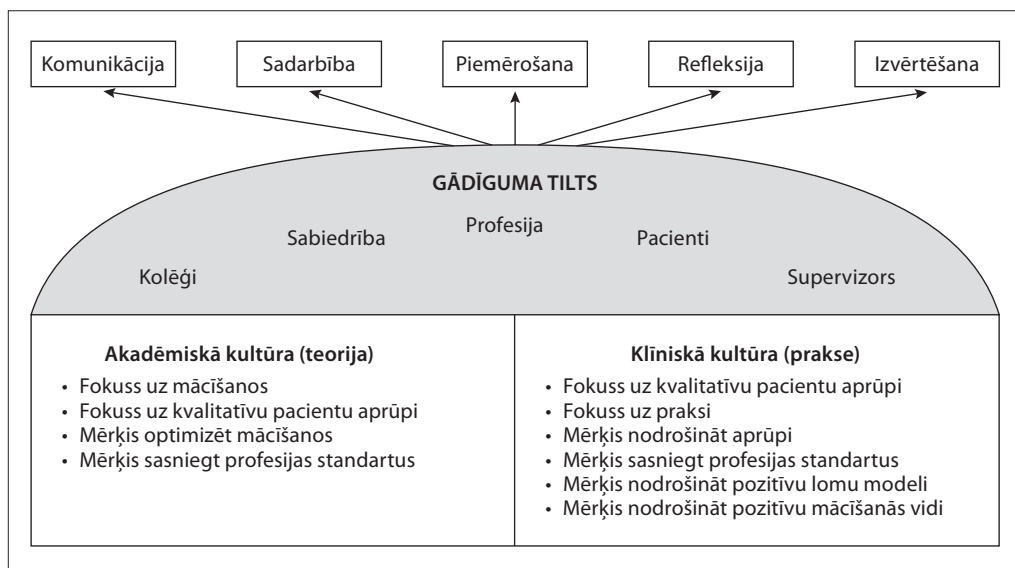 Komunikācija
Sadarbība
Piemērošana
Refleksija
Izvērtēšana
GĀDĪGUMA TILTS
Profesija
Sabiedrība
Pacienti
Kolēģi
Supervizors
Akadēmiskā kultūra (teorija)
• Fokuss uz mācīšanos
• Fokuss uz kvalitatīvu pacientu aprūpi
• Mērķis optimizēt mācīšanos
• Mērķis sasniegt profesijas standartus
Klīniskā kultūra (prakse)
• Fokuss uz kvalitatīvu pacientu aprūpi
• Fokuss uz praksi
• Mērķis nodrošināt aprūpi
• Mērķis sasniegt profesijas standartus
• Mērķis nodrošināt pozitīvu lomu modeli
• Mērķis nodrošināt pozitīvu mācīšanās vidi